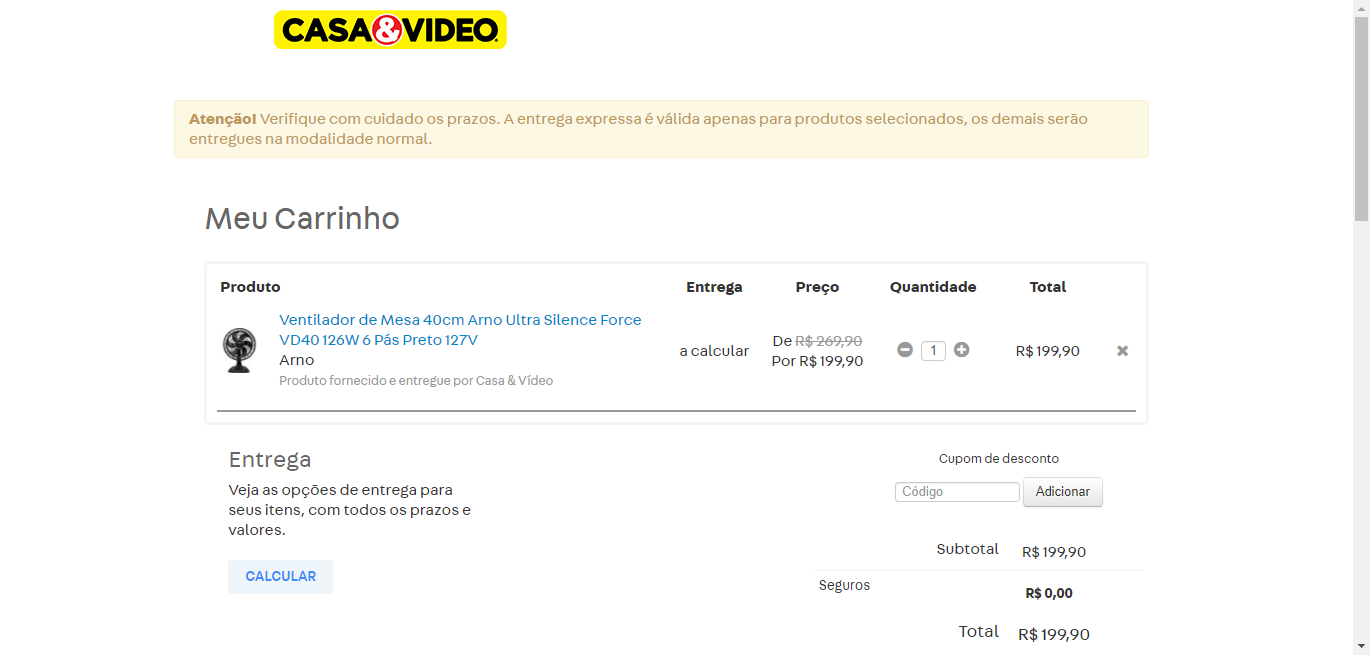 CASA&VIDEO
Atenção! Verifique com cuidado os prazos. A entrega expressa é válida apenas para produtos selecionados, os demais serão
entregues na modalidade normal.
Meu Carrinho
Produto Entrega Preço Quantidade Total
Ventilador de Mesa 40cm Arno Ultra Silence Force
VD40 126W 6 Pás Preto 127V
Arno
Produto fornecido e entregue por Casa & Vídeo
a calcular
De R$ 269,90
Por R$ 199,90
1
R$ 199,90
Entrega
Veja as opções de entrega para
seus itens, com todos os prazos e
valores.
CALCULAR
Cupom de desconto
Código Adicionar
Subtotal R$ 199,90
Seguros R$ 0,00
Total R$ 199,90